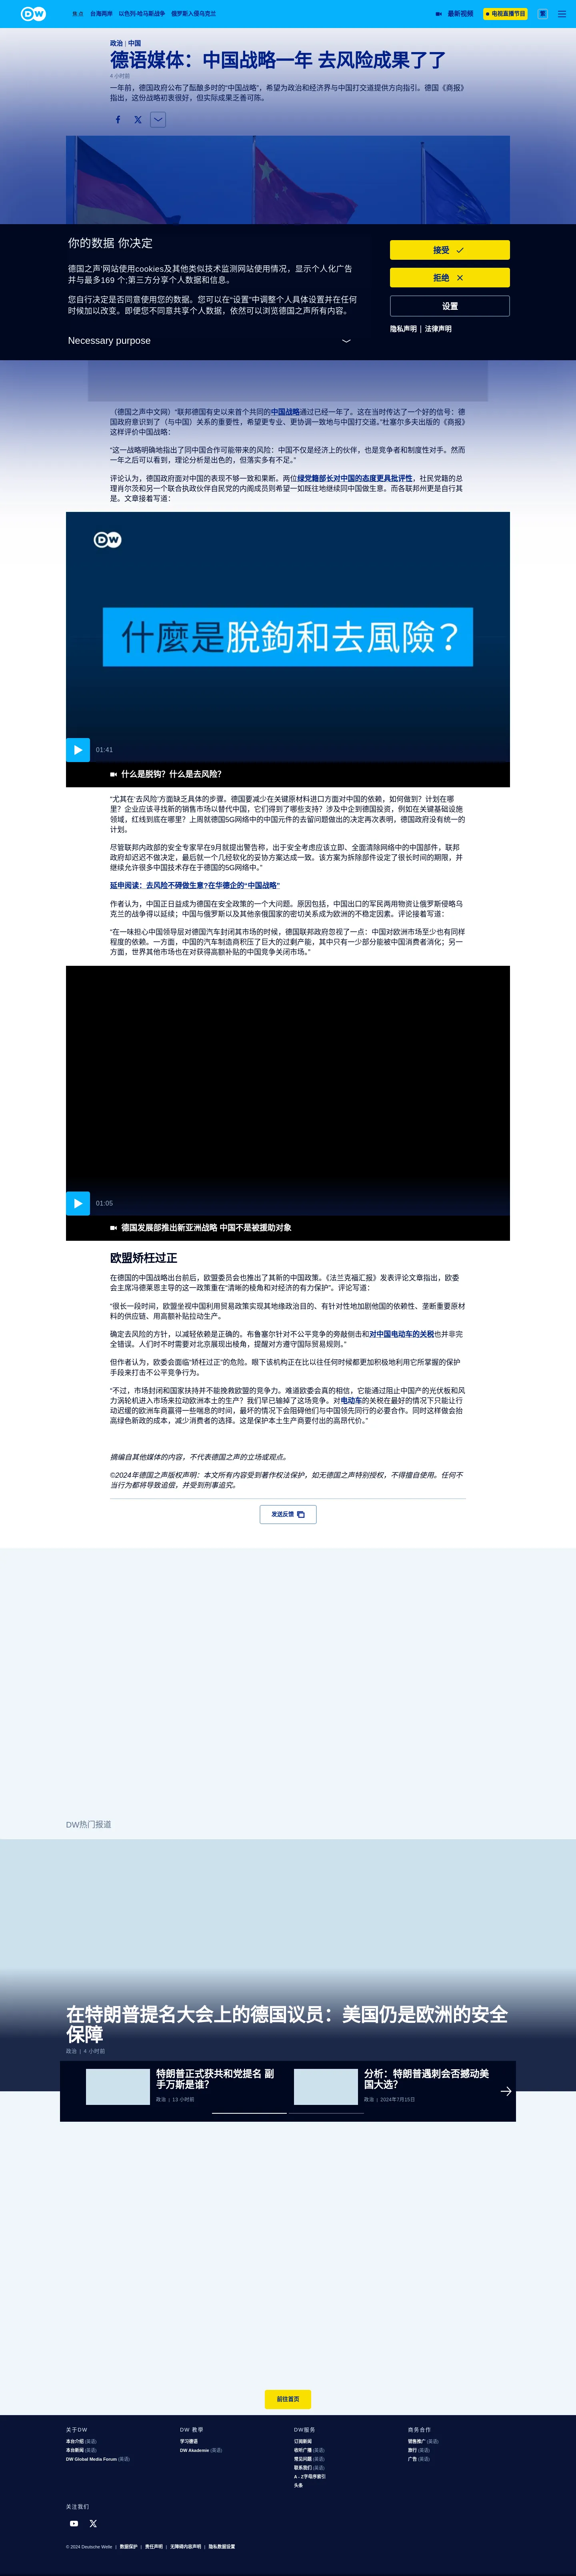 DW
焦点 台海两岸 以色列-哈马斯战争 俄罗斯入侵乌克兰
最新视频 电视直播节目 繁
政治 | 中国
德语媒体：中国战略一年 去风险成果了了
4 小时前
一年前，德国政府公布了酝酿多时的“中国战略”，希望为政治和经济界与中国打交道提供方向指引。德国《商报》
指出，这份战略初衷很好，但实际成果乏善可陈。
你的数据 你决定
德国之声'网站使用cookies及其他类似技术监测网站使用情况，显示个人化广告
并与最多169 个;第三方分享个人数据和信息。
您自行决定是否同意使用您的数据。您可以在“设置”中调整个人具体设置并在任何
时候加以改变。即便您不同意共享个人数据，依然可以浏览德国之声所有内容。
Necessary purpose
接受
拒绝
设置
隐私声明 | 法律声明
（德国之声中文网）“联邦德国有史以来首个共同的中国战略通过已经一年了。这在当时传达了一个好的信号：德
国政府意识到了（与中国）关系的重要性，希望更专业、更协调一致地与中国打交道。”杜塞尔多夫出版的《商报》
这样评价中国战略：
“这一战略明确地指出了同中国合作可能带来的风险：中国不仅是经济上的伙伴，也是竞争者和制度性对手。然而
一年之后可以看到，理论分析是出色的，但落实多有不足。”
评论认为，德国政府面对中国的表现不够一致和果断。两位绿党籍部长对中国的态度更具批评性，社民党籍的总
理肖尔茨和另一个联合执政伙伴自民党的内阁成员则希望一如既往地继续同中国做生意。而各联邦州更是自行其
是。文章接着写道：
DW
什麼是脫鉤和去風險？
01:41
什么是脱钩？什么是去风险？
“尤其在‘去风险’方面缺乏具体的步骤。德国要减少在关键原材料进口方面对中国的依赖，如何做到？计划在哪
里？企业应该寻找新的销售市场以替代中国，它们得到了哪些支持？涉及中企到德国投资，例如在关键基础设施
领域，红线到底在哪里？上周就德国5G网络中的中国元件的去留问题做出的决定再次表明，德国政府没有统一的
计划。
尽管联邦内政部的安全专家早在9月就提出警告称，出于安全考虑应该立即、全面清除网络中的中国部件，联邦
政府却迟迟不做决定，最后就一个几经软化的妥协方案达成一致。该方案为拆除部件设定了很长时间的期限，并
继续允许很多中国技术存在于德国的5G网络中。”
延申阅读：去风险不碍做生意?在华德企的“中国战略”
作者认为，中国正日益成为德国在安全政策的一个大问题。原因包括，中国出口的军民两用物资让俄罗斯侵略乌
克兰的战争得以延续；中国与俄罗斯以及其他亲俄国家的密切关系成为欧洲的不稳定因素。评论接着写道：
“在一味担心中国领导层对德国汽车封闭其市场的时候，德国联邦政府忽视了一点：中国对欧洲市场至少也有同样
程度的依赖。一方面，中国的汽车制造商积压了巨大的过剩产能，其中只有一少部分能被中国消费者消化；另一
方面，世界其他市场也在对获得高额补贴的中国竞争关闭市场。”
01:05
德国发展部推出新亚洲战略 中国不是被援助对象
欧盟矫枉过正
在德国的中国战略出台前后，欧盟委员会也推出了其新的中国政策。《法兰克福汇报》发表评论文章指出，欧委
会主席冯德莱恩主导的这一政策重在“清晰的棱角和对经济的有力保护”。评论写道：
“很长一段时间，欧盟坐视中国利用贸易政策实现其地缘政治目的、有针对性地加剧他国的依赖性、垄断重要原材
料的供应链、用高额补贴拉动生产。
确定去风险的方针，以减轻依赖是正确的。布鲁塞尔针对不公平竞争的旁敲侧击和对中国电动车的关税也并非完
全错误。人们时不时需要对北京展现出棱角，提醒对方遵守国际贸易规则。”
但作者认为，欧委会面临“矫枉过正”的危险。眼下该机构正在比以往任何时候都更加积极地利用它所掌握的保护
手段来打击不公平竞争行为。
“不过，市场封闭和国家扶持并不能挽救欧盟的竞争力。难道欧委会真的相信，它能通过阻止中国产的光伏板和风
力涡轮机进入市场来拉动欧洲本土的生产？我们早已输掉了这场竞争。对电动车的关税在最好的情况下只能让行
动迟缓的欧洲车商赢得一些喘息的时间，最坏的情况下会阻碍他们与中国领先同行的必要合作。同时这样做会抬
高绿色新政的成本，减少消费者的选择。这是保护本土生产商要付出的高昂代价。”
摘编自其他媒体的内容，不代表德国之声的立场或观点。
©2024年德国之声版权声明：本文所有内容受到著作权法保护，如无德国之声特别授权，不得擅自使用。任何不
当行为都将导致追偿，并受到刑事追究。
发送反馈
DW热门报道
在特朗普提名大会上的德国议员：美国仍是欧洲的安全
保障
政治 | 4 小时前
特朗普正式获共和党提名 副
手万斯是谁？
政治 | 13 小时前
分析：特朗普遇刺会否撼动美
国大选？
政治 | 2024年7月15日
前往首页
关于DW
本台介绍 (英语)
本台新闻 (英语)
DW Global Media Forum (英语)
DW 教學
学习德语
DW Akademie (英语)
DW服务
订阅新闻
收听广播 (英语)
常见问题 (英语)
联系我们 (英语)
A - Z字母序索引
头条
商务合作
销售推广 (英语)
旅行 (英语)
广告 (英语)
关注我们
© 2024 Deutsche Welle | 数据保护 | 责任声明 | 无障碍内容声明 | 隐私数据设置